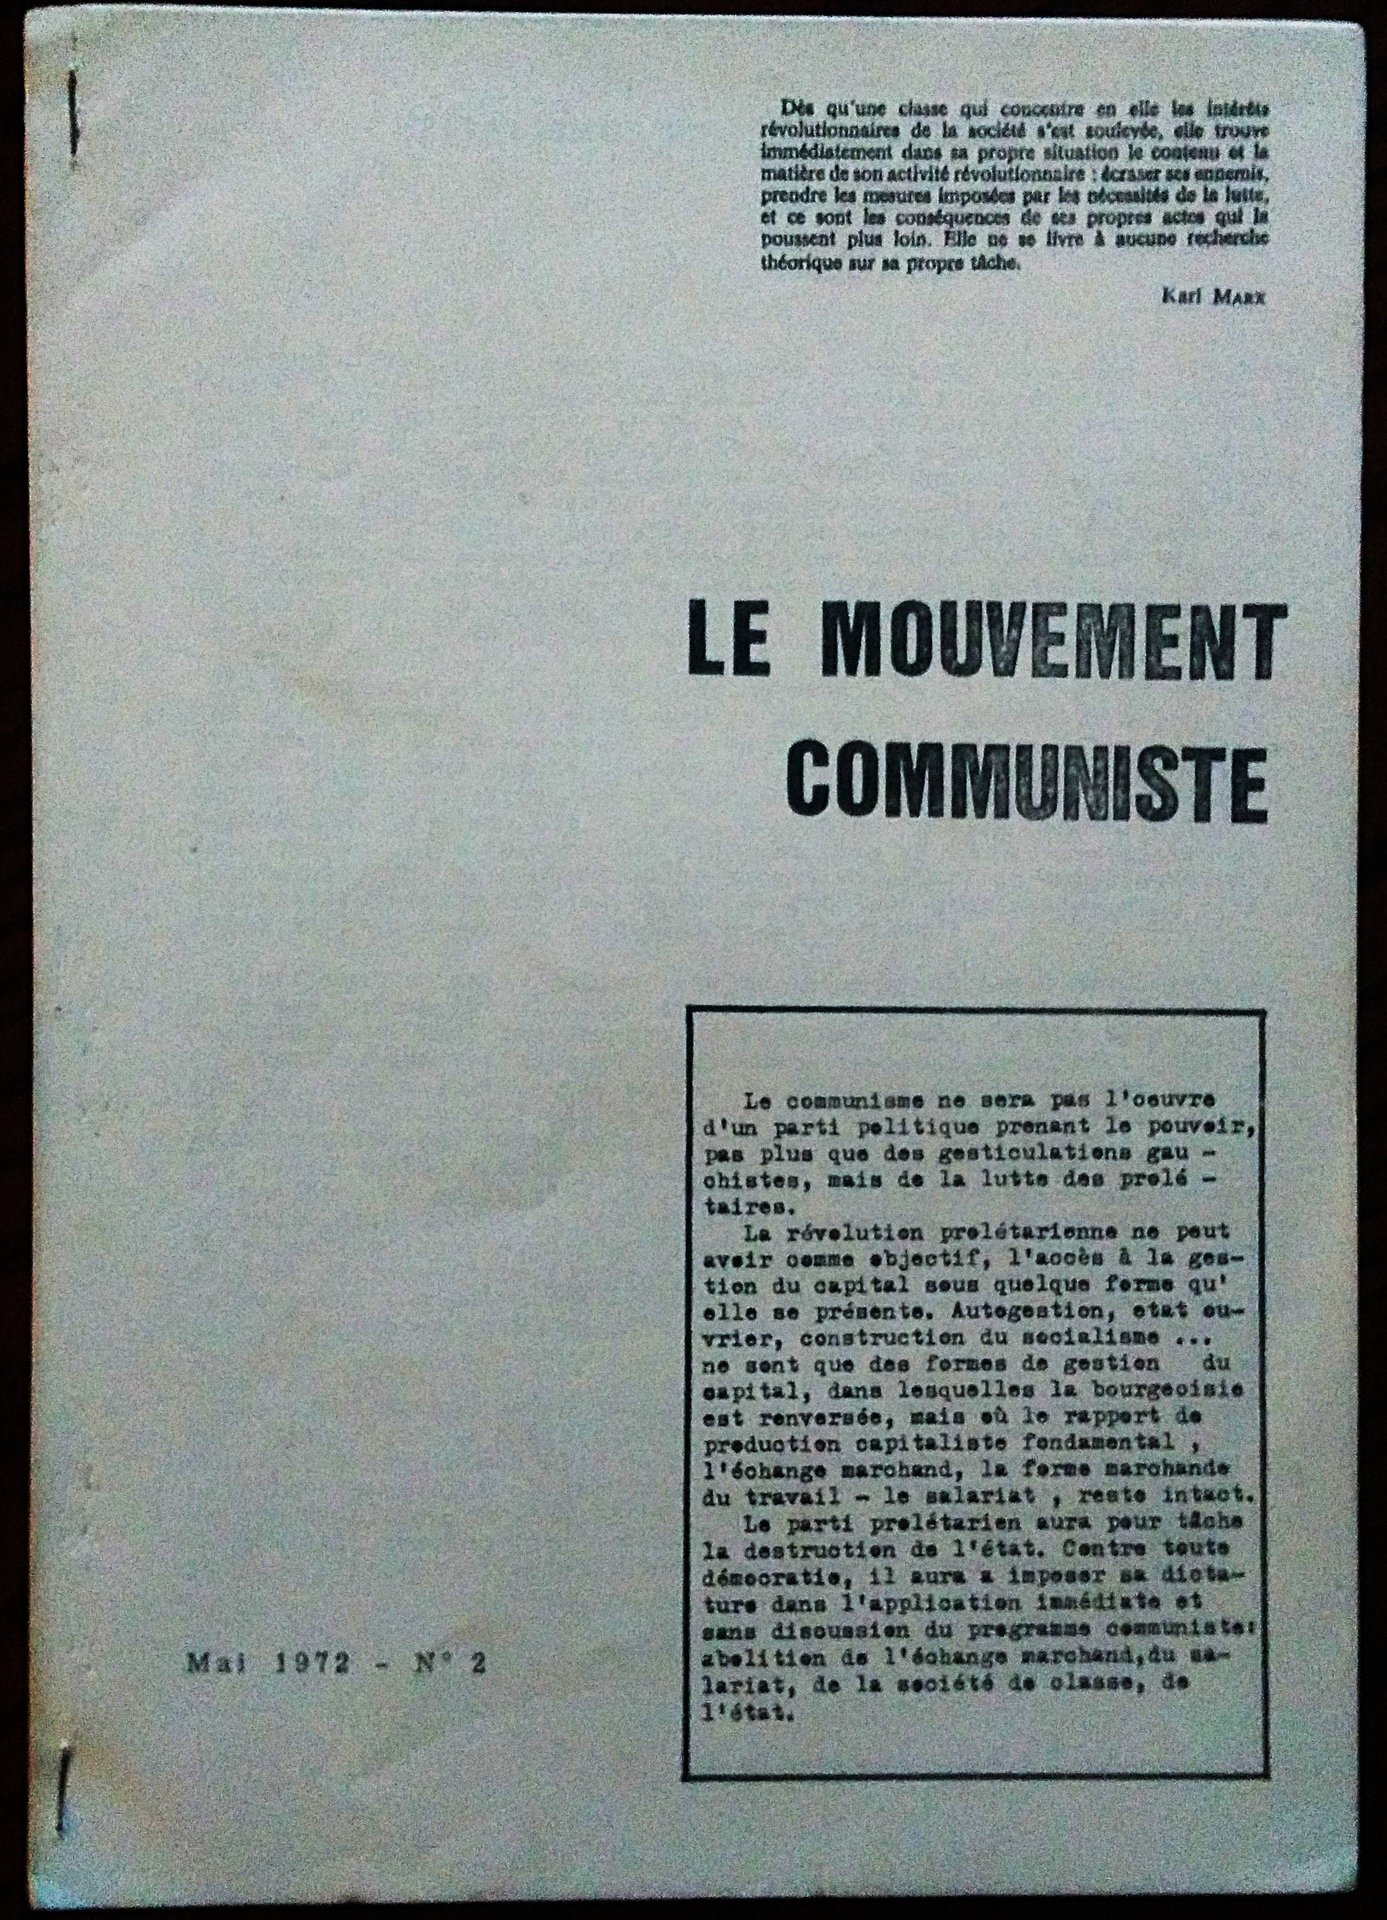 Dès qu'une classe qui concentre en elle les intérêts
révolutionnaires de la société s'est soulevée, elle trouve
immédiatement dans sa propre situation le contenu et la
matière de son activité révolutionnaire : écraser ses ennemis,
prendre les mesures imposées par les nécessités de la lutte,
et ce sont les conséquences de ses propres actes qui la
poussent plus loin. Elle ne se livre à aucune recherche
théorique sur sa propre tâche.
Karl MARX
LE MOUVEMENT
COMMUNISTE
Le communisme ne sera pas l'oeuvre
d'un parti politique prenant le pouvoir,
pas plus que des gesticulations gau -
chistes, mais de la lutte des prolé -
taires.
La révolution prolétarienne ne peut
avoir comme objectif, l'accès à la ges-
tion du capital sous quelque forme qu'
elle se présente. Autogestion, etat ou-
vrier, construction du socialisme ...
ne sont que des formes de gestion du
capital, dans lesquelles la bourgeoisie
est renversée, mais où le rapport de
production capitaliste fondamental ,
l'échange marchand, la forme marchande
du travail - le salariat , reste intact.
Le parti prolétarien aura pour tâche
la destruction de l'état. Contre toute
démocratie, il aura a imposer sa dicta-
ture dans l'application immédiate et
sans discussion du programme communiste:
abolition de l'échange marchand,du sa-
lariat, de la société de classe, de
l'état.
Mai 1972 - N° 2